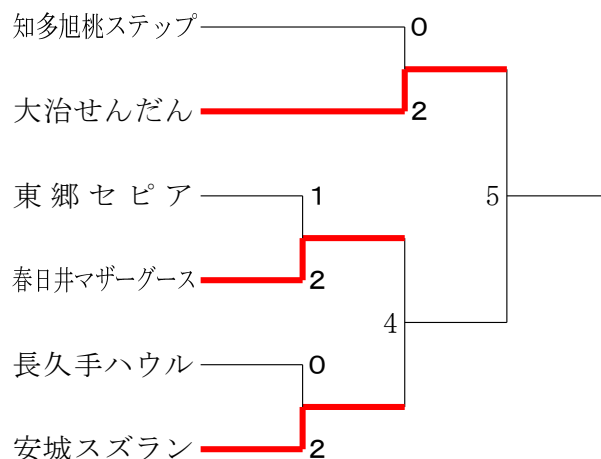 知多旭桃ステップ 0
大治せんだん 2
東郷セピア 1
5
春日井マザーグース 2
4
長久手ハウル 0
安城スズラン 2